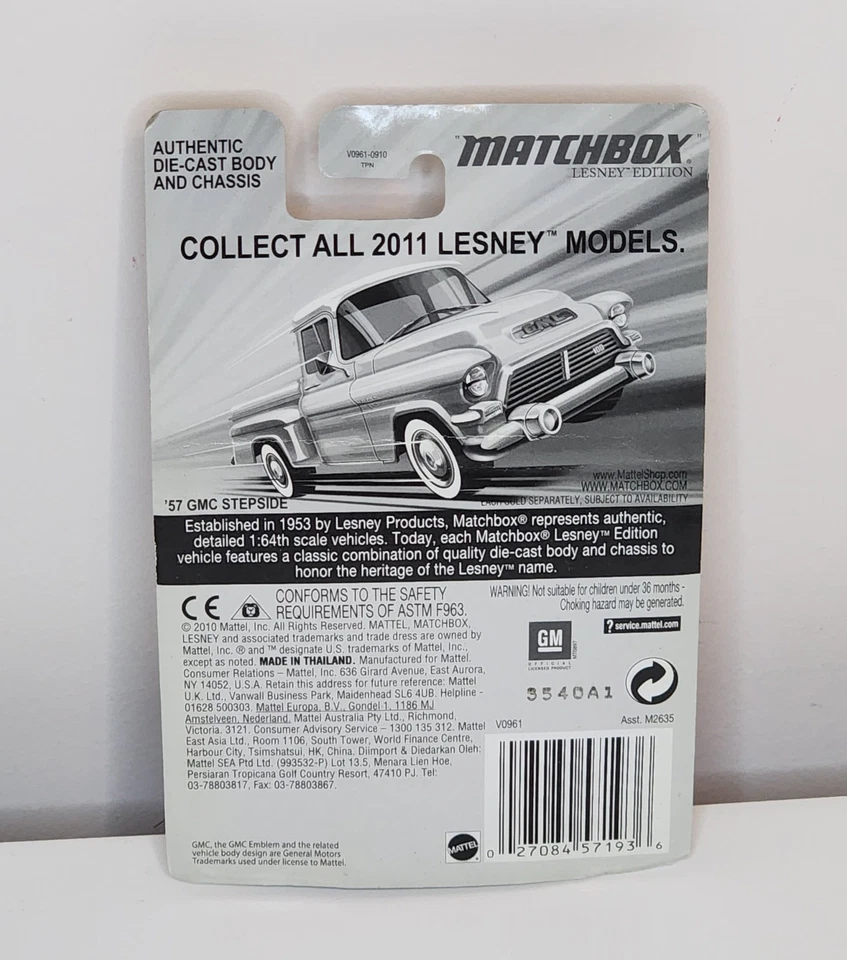 AUTHENTIC
DIE-CAST BODY
AND CHASSIS
V0961-0910
TPN
"MATCHBOX"®
LESNEY™ EDITION
COLLECT ALL 2011 LESNEY™ MODELS.
GMC
www.MattelShop.com
WWW.MATCHBOX.COM
'57 GMC STEPSIDE
EACH SOLD SEPARATELY, SUBJECT TO AVAILABILITY
Established in 1953 by Lesney Products, Matchbox® represents authentic,
detailed 1:64th scale vehicles. Today, each Matchbox® Lesney™ Edition
vehicle features a classic combination of quality die-cast body and chassis to
honor the heritage of the Lesney™ name.
CE
CONFORMS TO THE SAFETY
REQUIREMENTS OF ASTM F963.
© 2010 Mattel, Inc. All Rights Reserved. MATTEL, MATCHBOX,
LESNEY and associated trademarks and trade dress are owned by
Mattel, Inc. ® and ™ designate U.S. trademarks of Mattel, Inc.,
except as noted. MADE IN THAILAND. Manufactured for Mattel.
Consumer Relations – Mattel, Inc. 636 Girard Avenue, East Aurora,
NY 14052, U.S.A. Retain this address for future reference: Mattel
U.K. Ltd., Vanwall Business Park, Maidenhead SL6 4UB. Helpline -
01628 500303. Mattel Europa, B.V., Gondel 1, 1186 MJ
Amstelveen, Nederland. Mattel Australia Pty Ltd., Richmond,
Victoria. 3121. Consumer Advisory Service – 1300 135 312. Mattel
East Asia Ltd., Room 1106, South Tower, World Finance Centre,
Harbour City, Tsimshatsui, HK, China. Diimport & Diedarkan Oleh:
Mattel SEA Ptd Ltd. (993532-P) Lot 13.5, Menara Lien Hoe,
Persiaran Tropicana Golf Country Resort, 47410 PJ. Tel:
03-78803817, Fax: 03-78803867.
GMC, the GMC Emblem and the related
vehicle body design are General Motors
Trademarks used under license to Mattel.
WARNING! Not suitable for children under 36 months -
Choking hazard may be generated.
GM
OFFICIAL
LICENSED PRODUCT
? service.mattel.com
3540A1
V0961
Asst. M2635
MATTEL
0 27084 57193 6